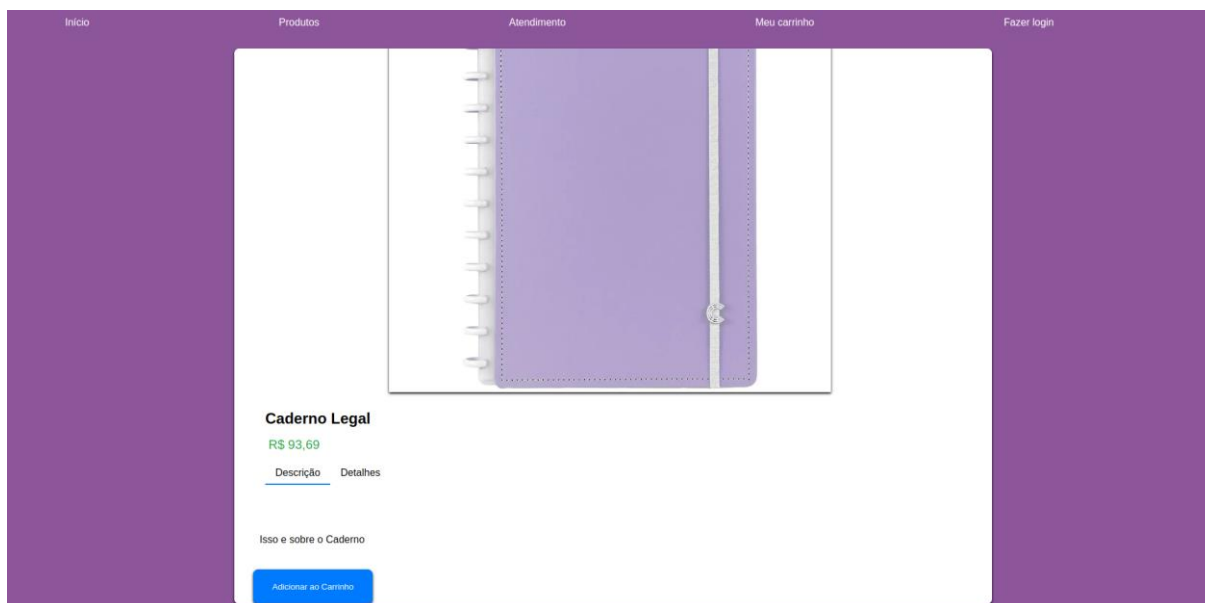 Início Produtos Atendimento Meu carrinho Fazer login
Caderno Legal
R$ 93,69
Descrição Detalhes
Isso e sobre o Caderno
Adicionar ao Carrinho